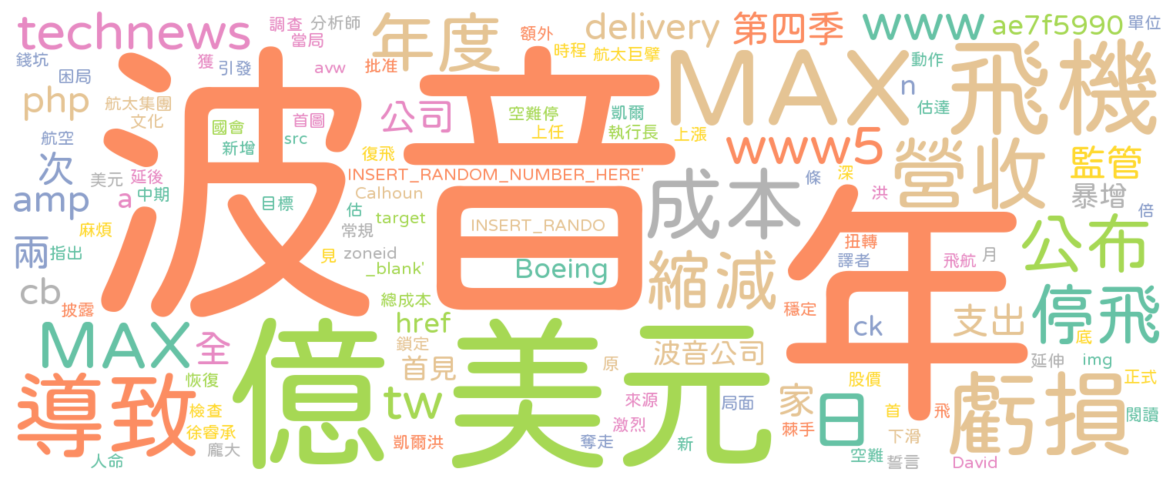 technews
調查 分析師
當局
年度
額外
delivery
第四季
www
ae7f5990
單位
錢坑
困局
獲
引發
avw
批准
時程
航太巨擘
動作
php
航太集團
文化
波音
MAX
n
估達
飛機
國會
新增
首圖
src
公司
空難停
上任
凱爾
執行長
上漲
航空
次
復飛
www5
營收
監管
INSERT_RANDOM_NUMBER_HERE'
美元
延後
中期
a
amp
目標
Calhoun
估
常規
target
成本
條
深
洪
暴增
倍
麻煩
兩
指出
INSERT_RANDO
見
zoneid
_blank'
Boeing
縮減
年
扭轉
譯者
飛航
月
公布
cb
披露
總成本
href
穩定
停飛
MAX
全
億美元
鎖定
首見
波音公司
原
ck
支出
底
延伸
img
導致
恢復
tw
股價
正式
檢查
徐睿承
龐大
家
棘手
日
來源
激烈
局面
首
飛
下滑
虧損
閱讀
人命
凱爾洪
奪走
新
空難
誓言
David